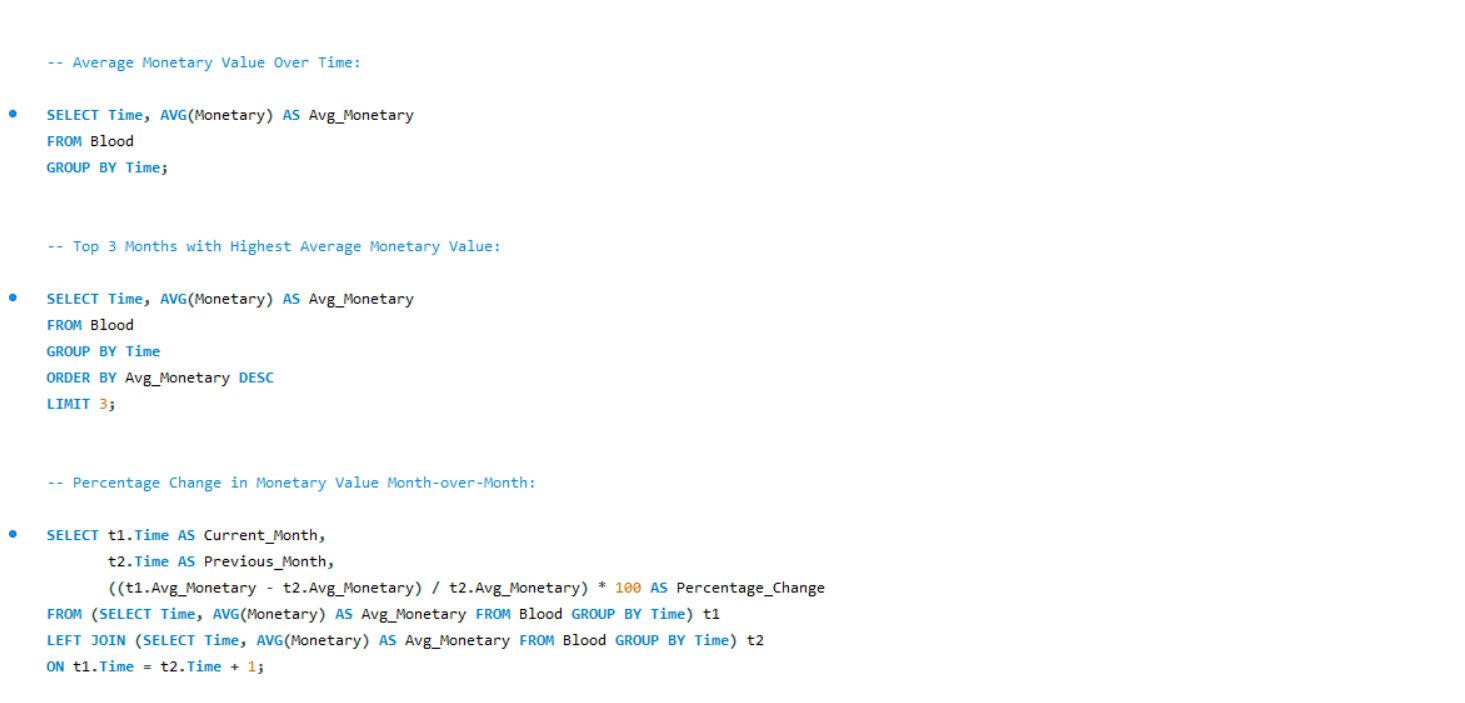 -- Average Monetary Value Over Time:
SELECT Time, AVG(Monetary) AS Avg_Monetary
FROM Blood
GROUP BY Time;
-- Top 3 Months with Highest Average Monetary Value:
SELECT Time, AVG(Monetary) AS Avg_Monetary
FROM Blood
GROUP BY Time
ORDER BY Avg_Monetary DESC
LIMIT 3;
-- Percentage Change in Monetary Value Month-over-Month:
SELECT t1.Time AS Current_Month,
t2.Time AS Previous_Month,
((t1.Avg_Monetary - t2.Avg_Monetary) / t2.Avg_Monetary) * 100 AS Percentage_Change
FROM (SELECT Time, AVG(Monetary) AS Avg_Monetary FROM Blood GROUP BY Time) t1
LEFT JOIN (SELECT Time, AVG(Monetary) AS Avg_Monetary FROM Blood GROUP BY Time) t2
ON t1.Time = t2.Time + 1;